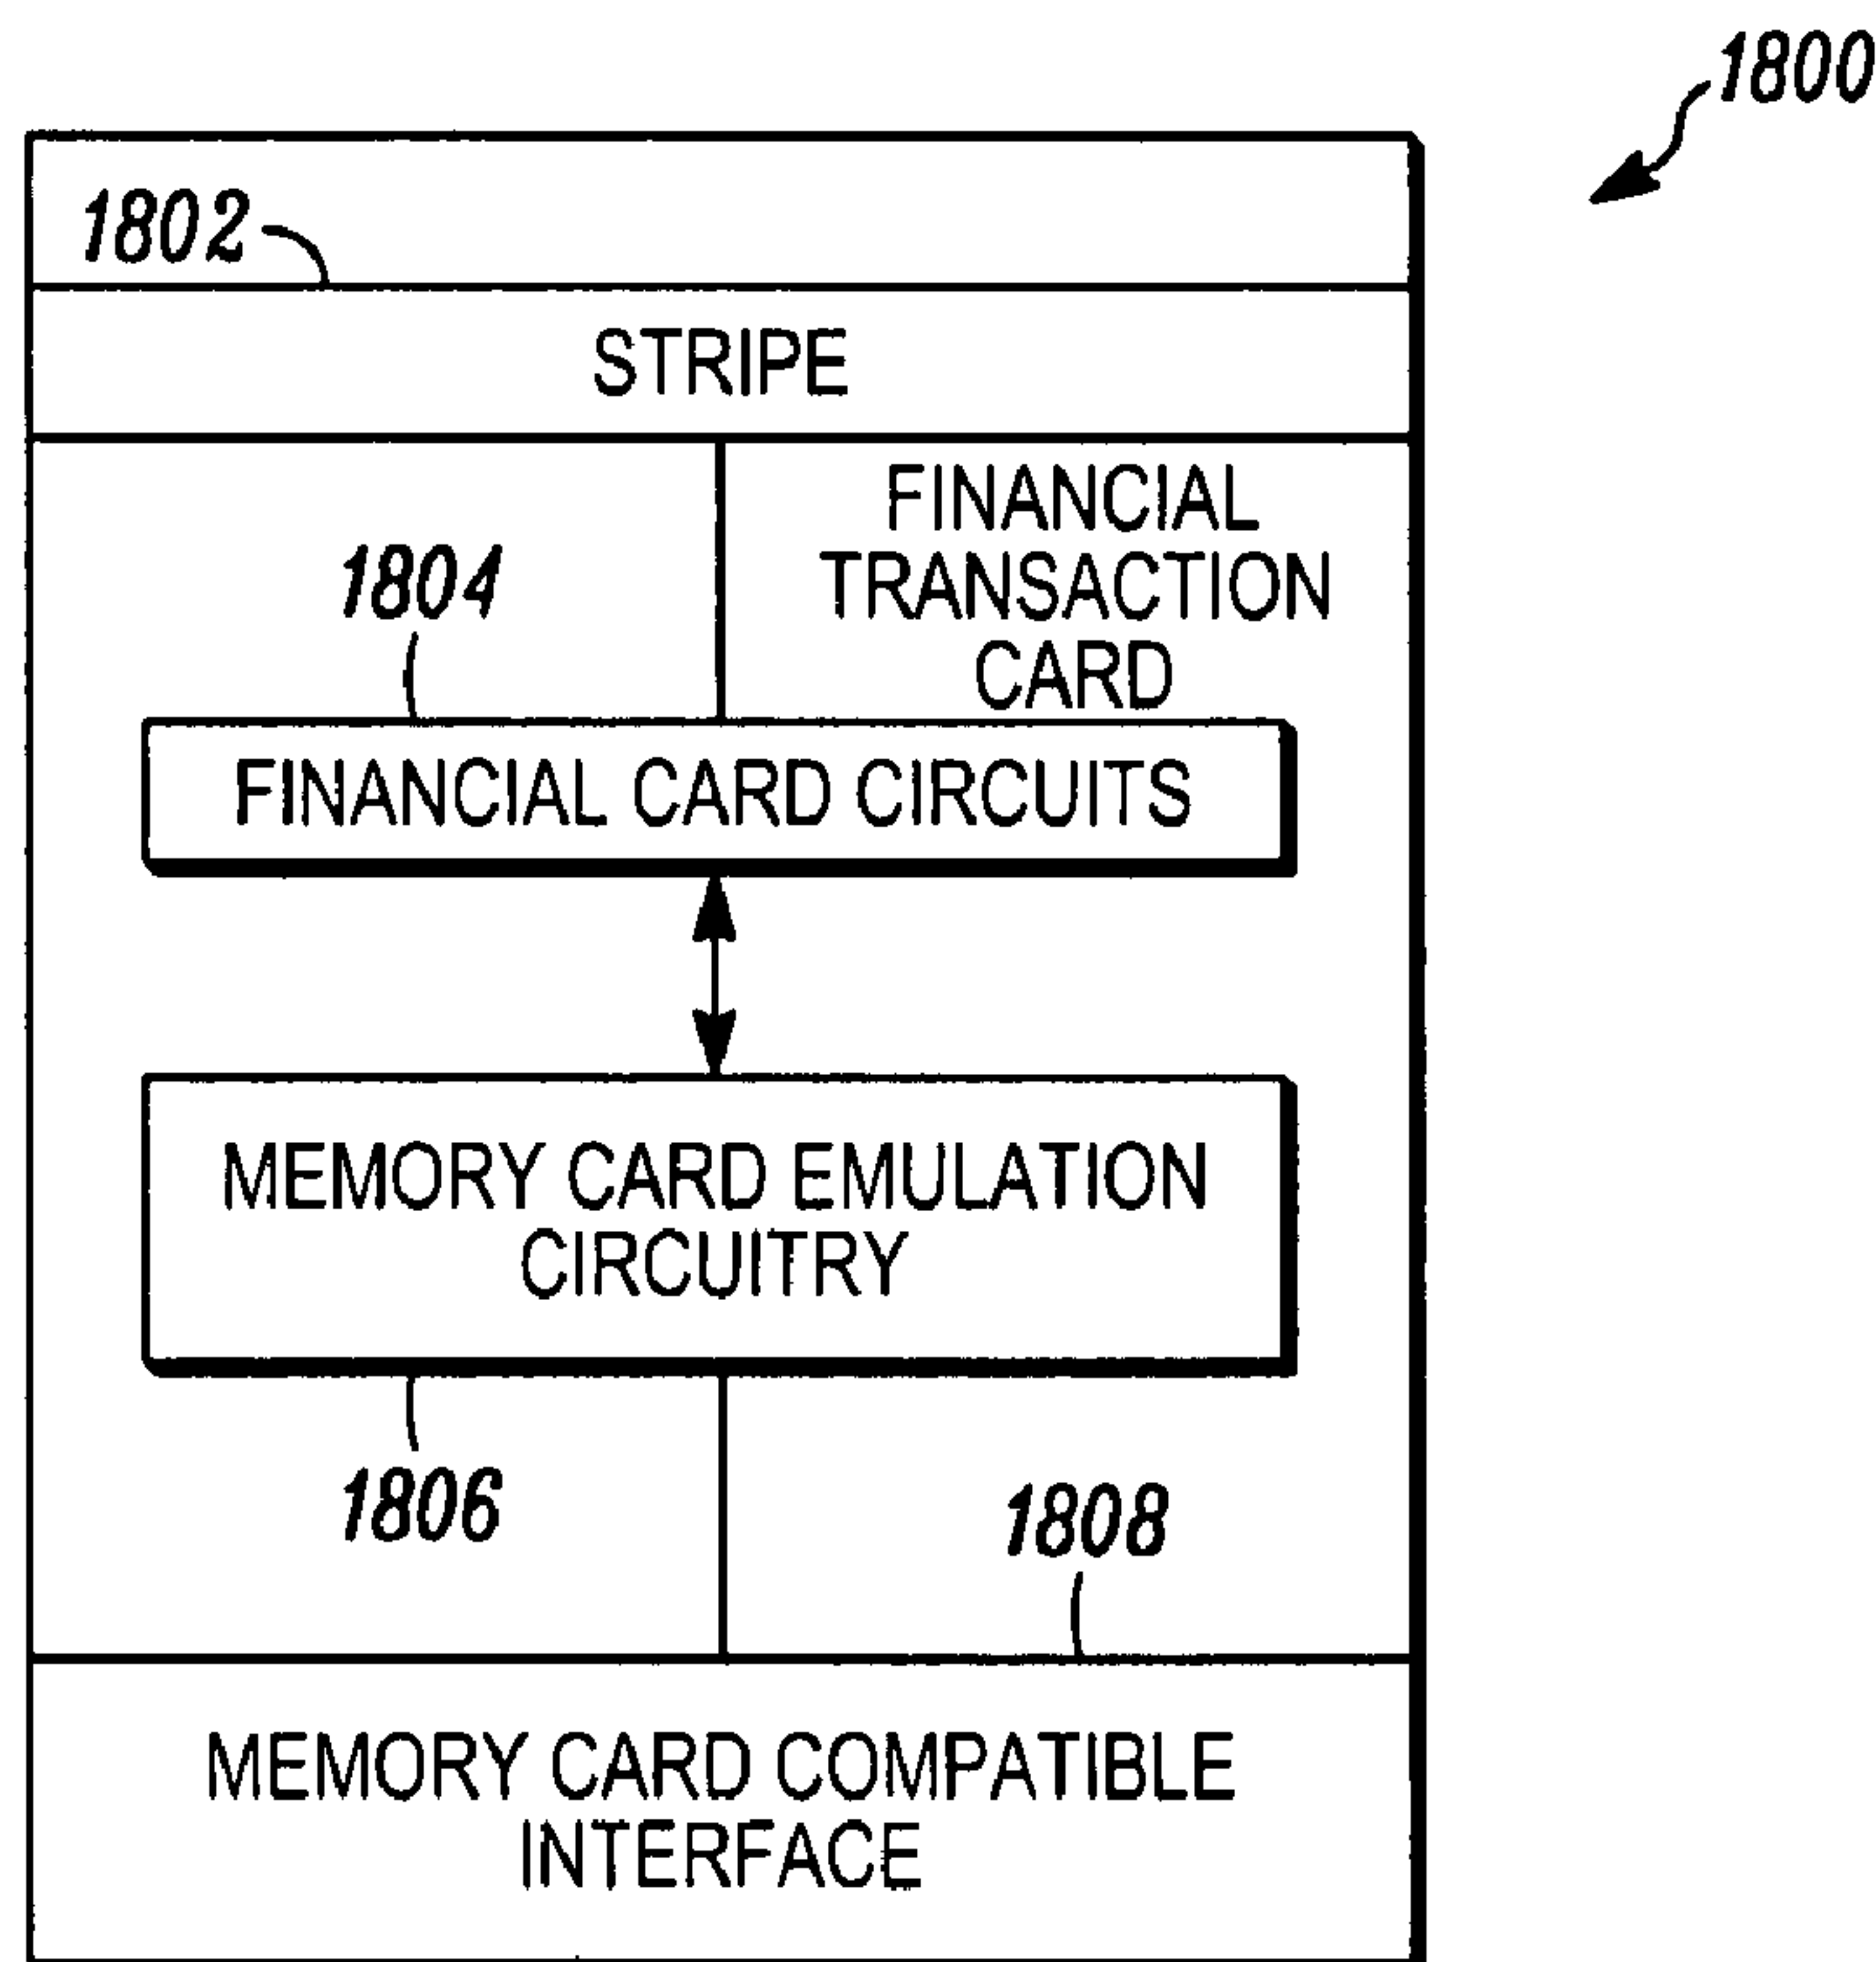 1800
1802
STRIPE
FINANCIAL
TRANSACTION
CARD
1804
FINANCIAL CARD CIRCUITS
MEMORY CARD EMULATION
CIRCUITRY
1806
1808
MEMORY CARD COMPATIBLE
INTERFACE